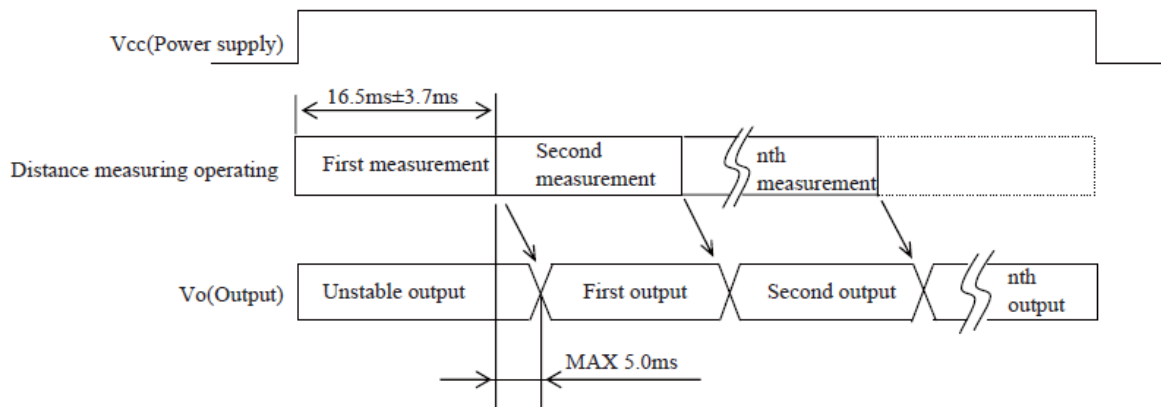 Vcc(Power supply)
16.5ms±3.7ms
Distance measuring operating
First measurement
Second
measurement
nth
measurement
Vo(Output)
Unstable output
First output
Second output
nth
output
MAX 5.0ms